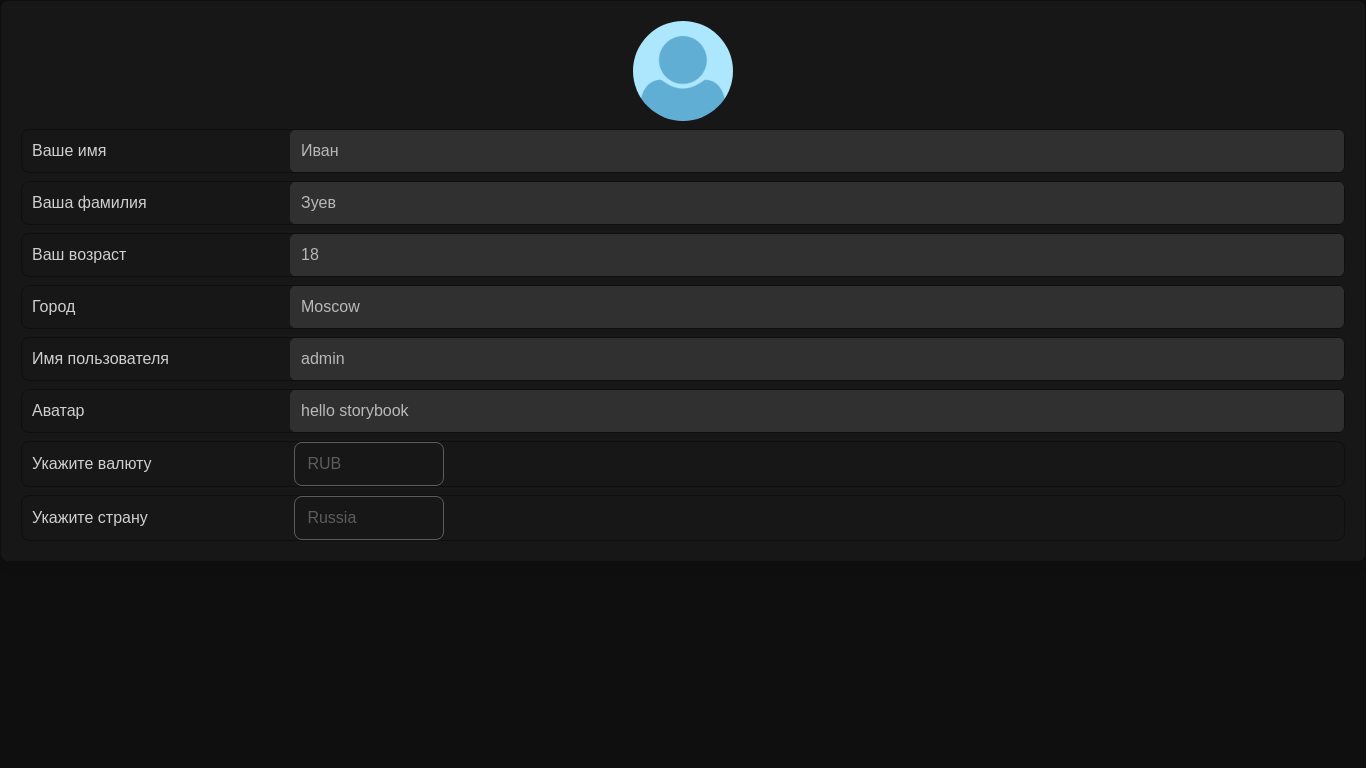 Ваше имя Иван
Ваша фамилия Зуев
Ваш возраст 18
Город Moscow
Имя пользователя admin
Аватар hello storybook
Укажите валюту RUB
Укажите страну Russia